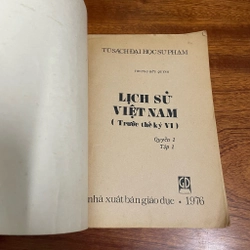 TỦ SÁCH ĐẠI HỌC SƯ PHẠM
LỊCH SỬ
VIỆT NAM
( Trước thế kỷ VI )
Quyển 1
Tập 1
nhà xuất bản giáo dục - 1976